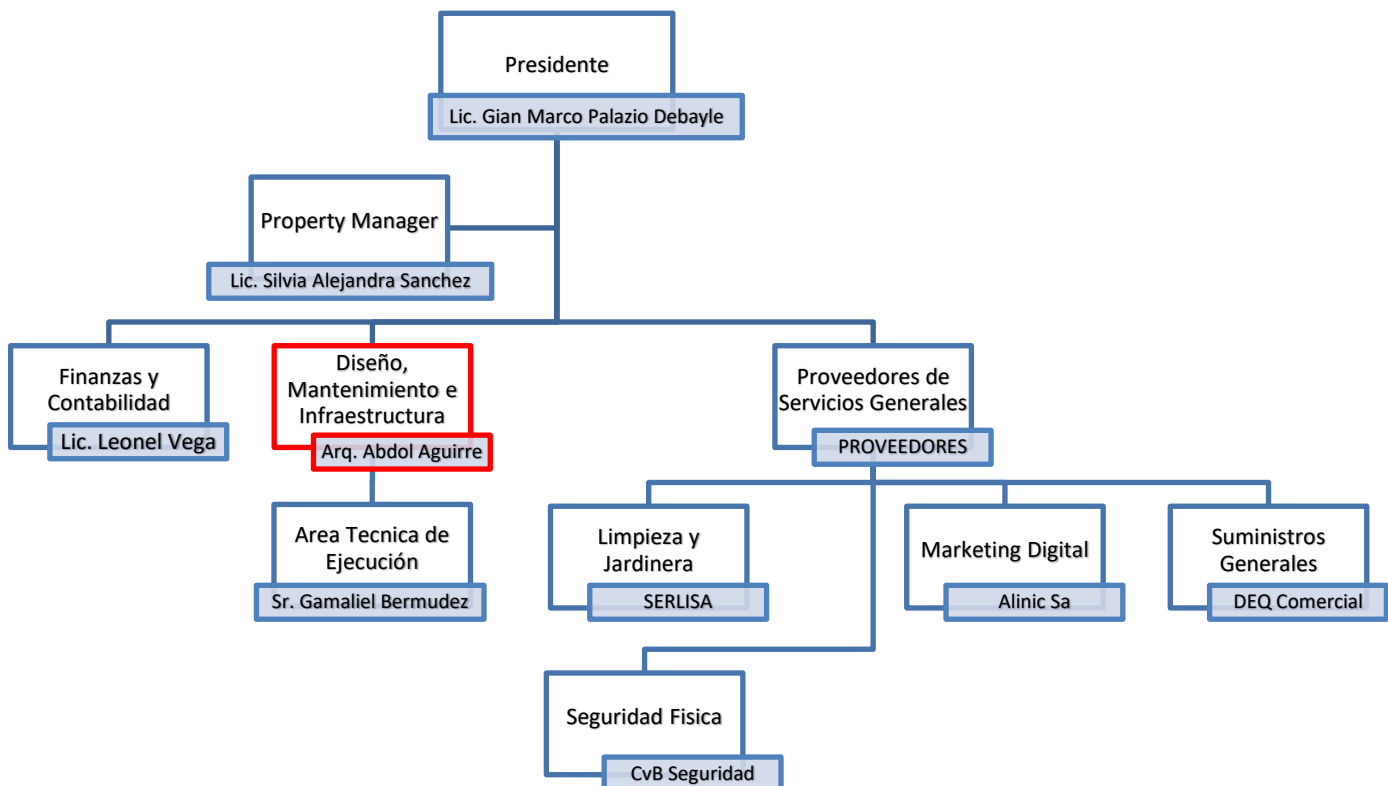 Presidente
Lic. Gian Marco Palazio Debayle
Property Manager
Lic. Silvia Alejandra Sanchez
Finanzas y
Contabilidad
Lic. Leonel Vega
Diseño,
Mantenimiento e
Infraestructura
Arq. Abdol Aguirre
Proveedores de
Servicios Generales
PROVEEDORES
Area Tecnica de
Ejecución
Sr. Gamaliel Bermudez
Limpieza y
Jardinera
SERLISA
Marketing Digital
Alinic Sa
Suministros
Generales
DEQ Comercial
Seguridad Fisica
CvB Seguridad